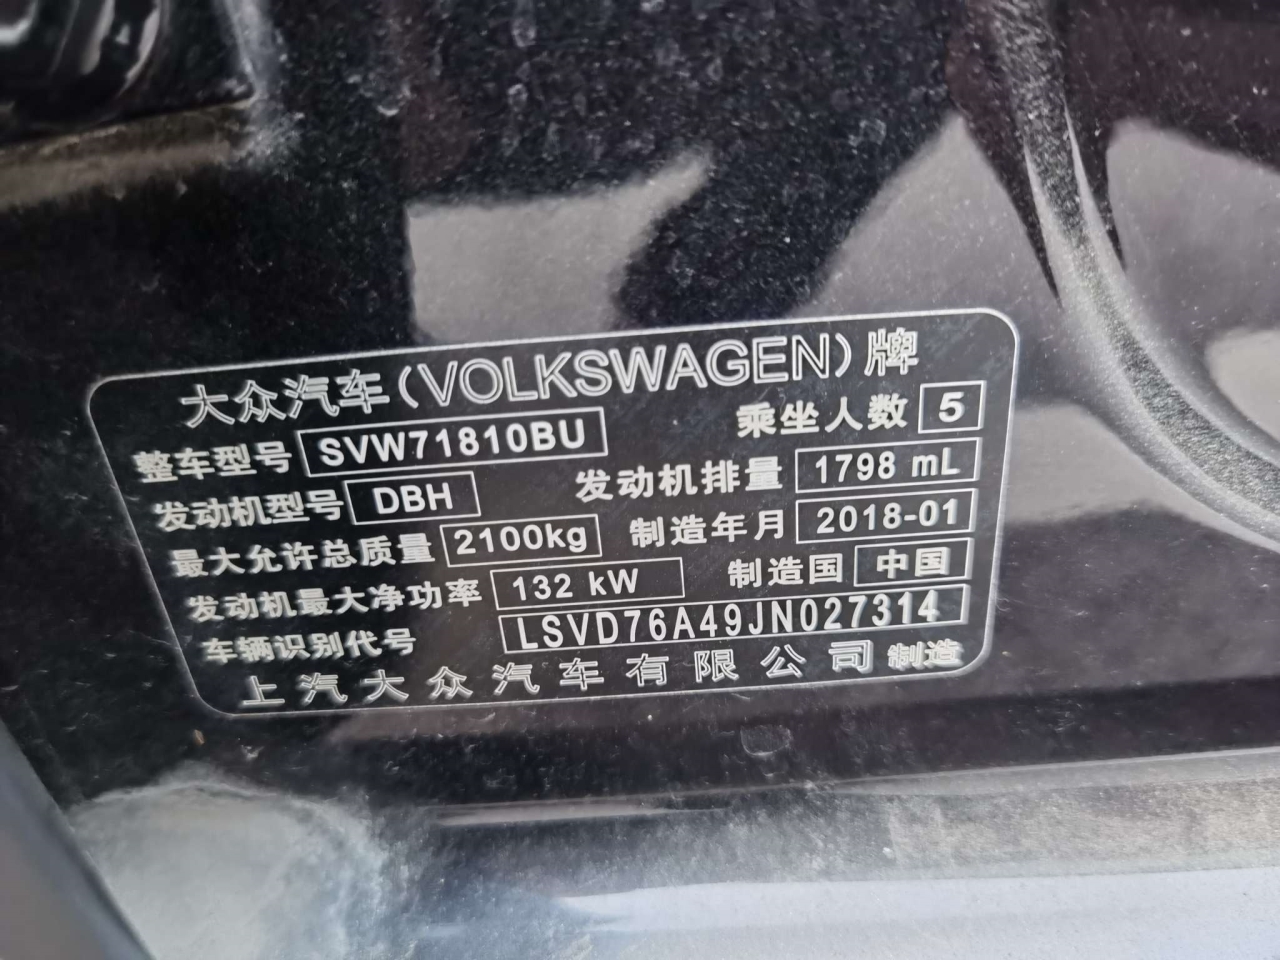 大众汽车(VOLKSWAGEN)牌
整车型号 SVW71810BU 乘坐人数 5
发动机型号 DBH 发动机排量 1798 mL
最大允许总质量 2100kg 制造年月 2018-01
发动机最大净功率 132 kW 制造国 中国
车辆识别代号 LSVD76A49JN027314
上汽大众汽车有限公司制造